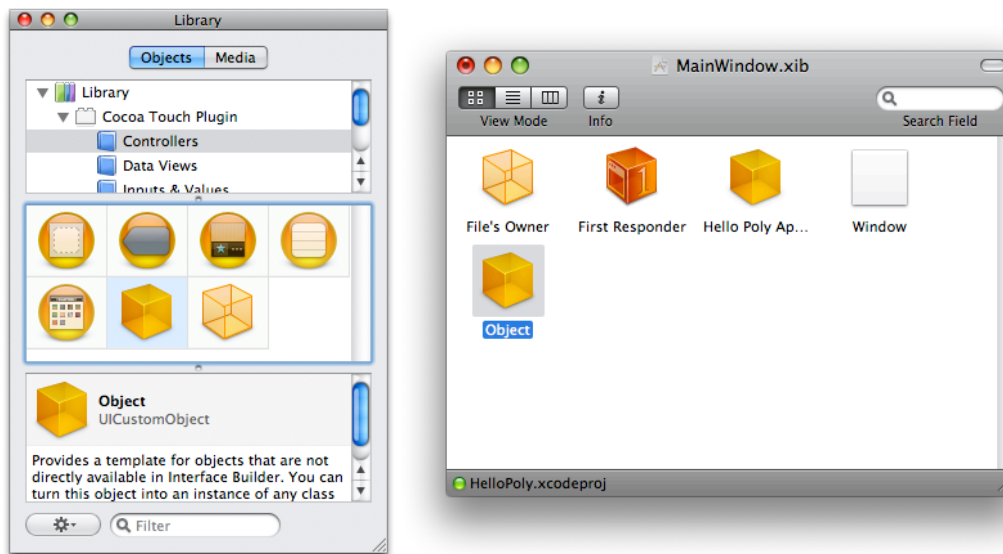 Library
Objects Media
Library
Cocoa Touch Plugin
Controllers
Data Views
Inputs & Values
Object
UICustomObject
Provides a template for objects that are not
directly available in Interface Builder. You can
turn this object into an instance of any class
Filter
MainWindow.xib
View Mode Info Search Field
File's Owner First Responder Hello Poly Ap... Window
Object
HelloPoly.xcodeproj